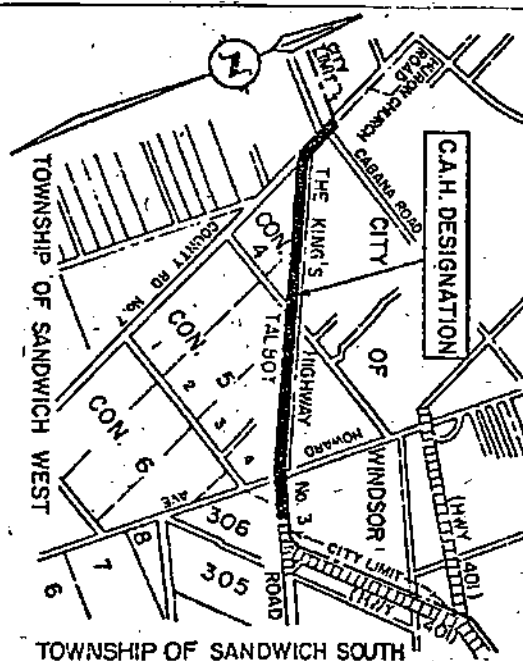 CITY
LIMIT
HURON CHURCH
ROAD
CABANA ROAD
C.A.H. DESIGNATION
THE KING'S HIGHWAY No. 3
TALBOT ROAD
CITY OF WINDSOR
CON.
4
COUNTY RD No. 7
CON. 5
2 3 4
CON. 6
HOWARD AVE
HWY 401
CITY LIMIT
HWY 401
306
305
8
7
6
TOWNSHIP OF SANDWICH WEST
TOWNSHIP OF SANDWICH SOUTH